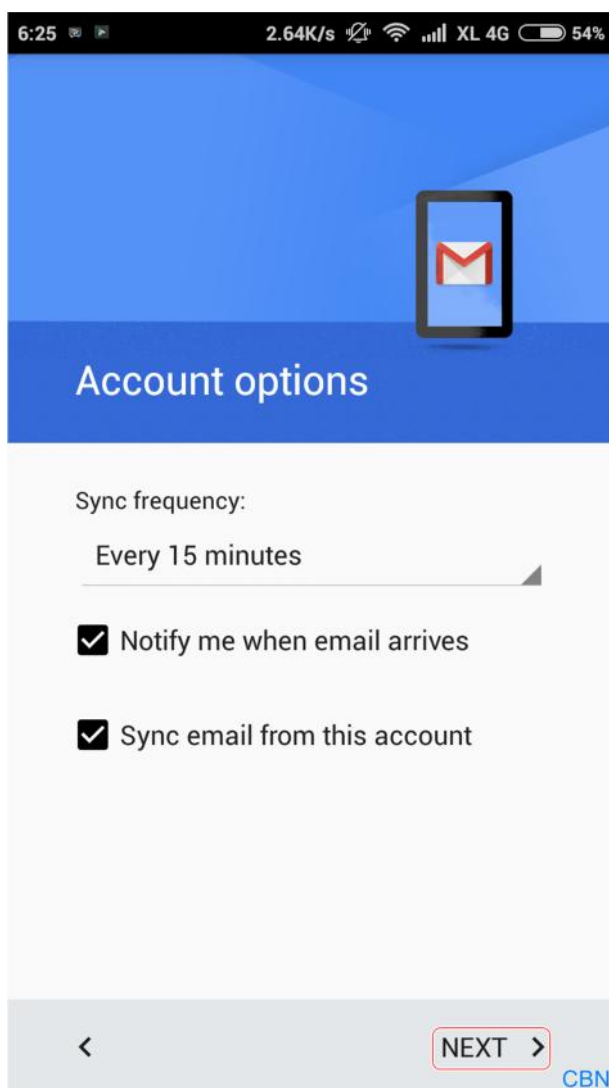 6:25 2.64K/s XL 4G 54%
Account options
Sync frequency:
Every 15 minutes
Notify me when email arrives
Sync email from this account
NEXT
CBN